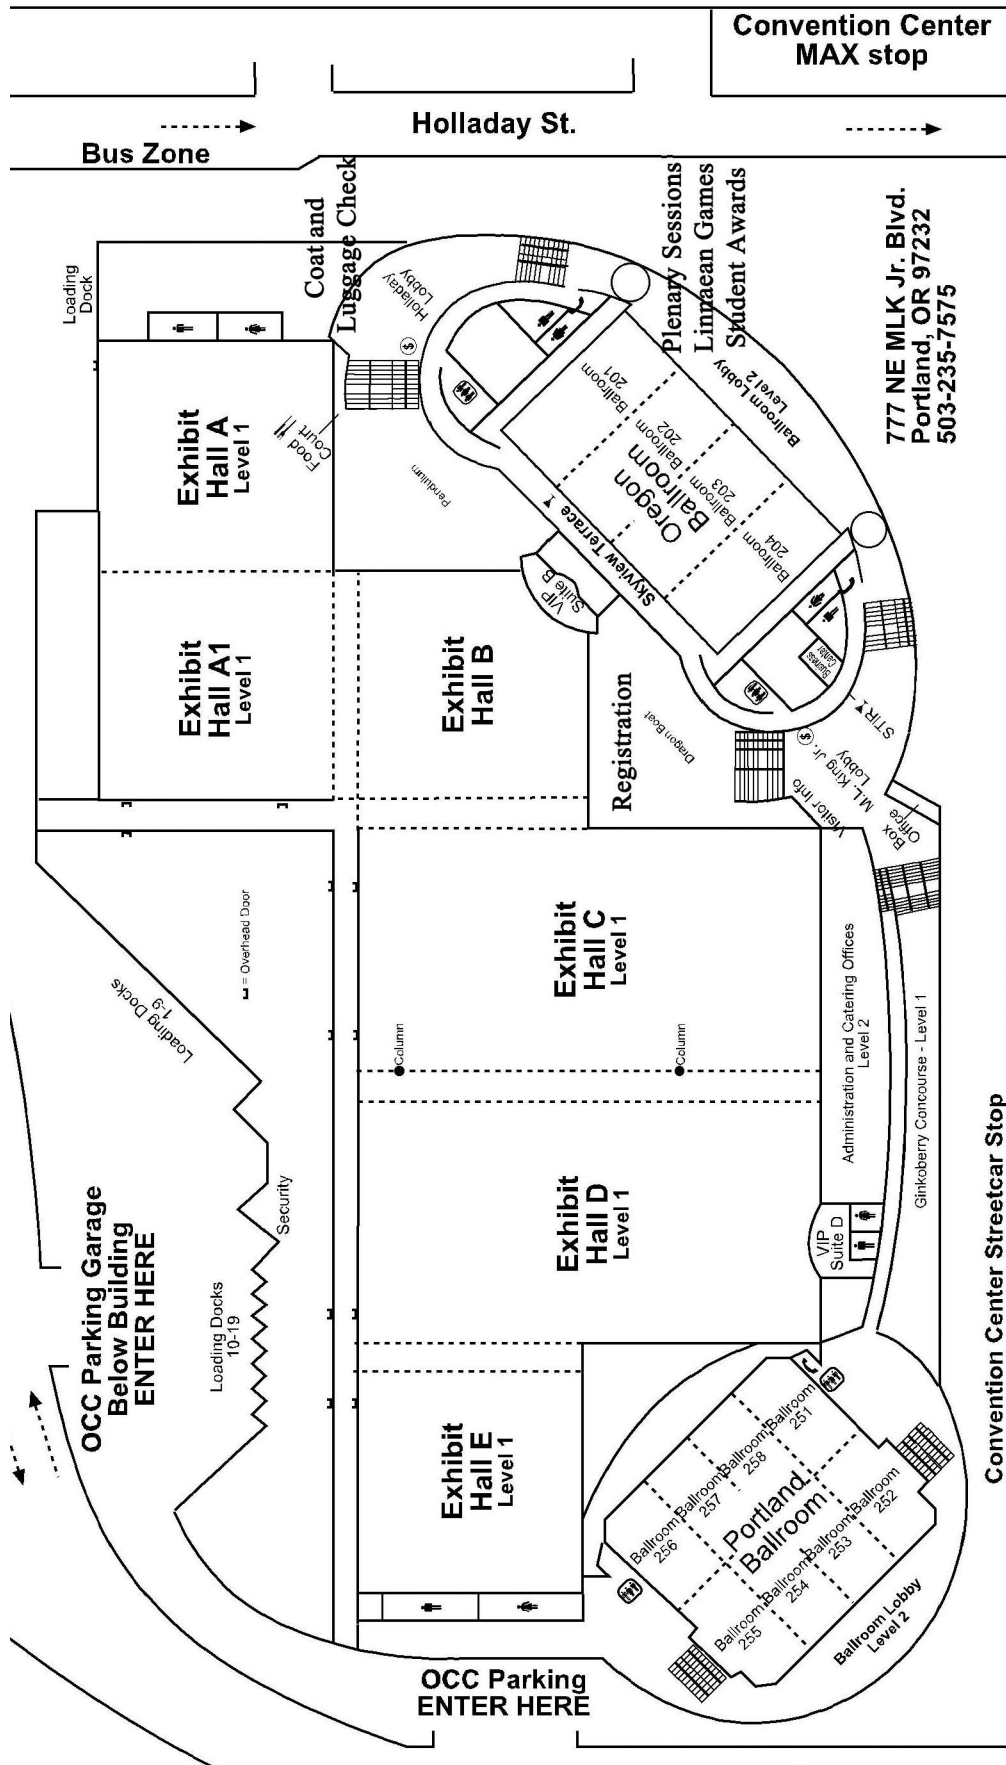 Convention Center
MAX stop
Holladay St.
Bus Zone
Coat and
Luggage Check
Plenary Sessions
Linnaean Games
Student Awards
777 NE MLK Jr. Blvd.
Portland, OR 97232
503-235-7575
Loading
Dock
Holladay
Lobby
$
Exhibit
Hall A
Level 1
Food
Court
Pendulum
Ballroom
201
Ballroom
202
Oregon
Ballroom
Ballroom
203
Ballroom
204
Ballroom Lobby
Level 2
Skyview Terrace
VIP
Suite B
Exhibit
Hall A1
Level 1
Exhibit
Hall B
Registration
Dragon Boat
Business
Center
STIR
$
M.L. King Jr.
Lobby
Visitor Info
Box
Office
= Overhead Door
Loading Docks
1-9
Exhibit
Hall C
Level 1
Column
Column
Administration and Catering Offices
Level 2
Ginkoberry Concourse - Level 1
Convention Center Streetcar Stop
OCC Parking Garage
Below Building
ENTER HERE
Security
Loading Docks
10-19
Exhibit
Hall D
Level 1
VIP
Suite D
Exhibit
Hall E
Level 1
Ballroom
251
Ballroom
258
Ballroom
257
Ballroom
256
Portland
Ballroom
Ballroom
252
Ballroom
253
Ballroom
254
Ballroom
255
Ballroom Lobby
Level 2
OCC Parking
ENTER HERE